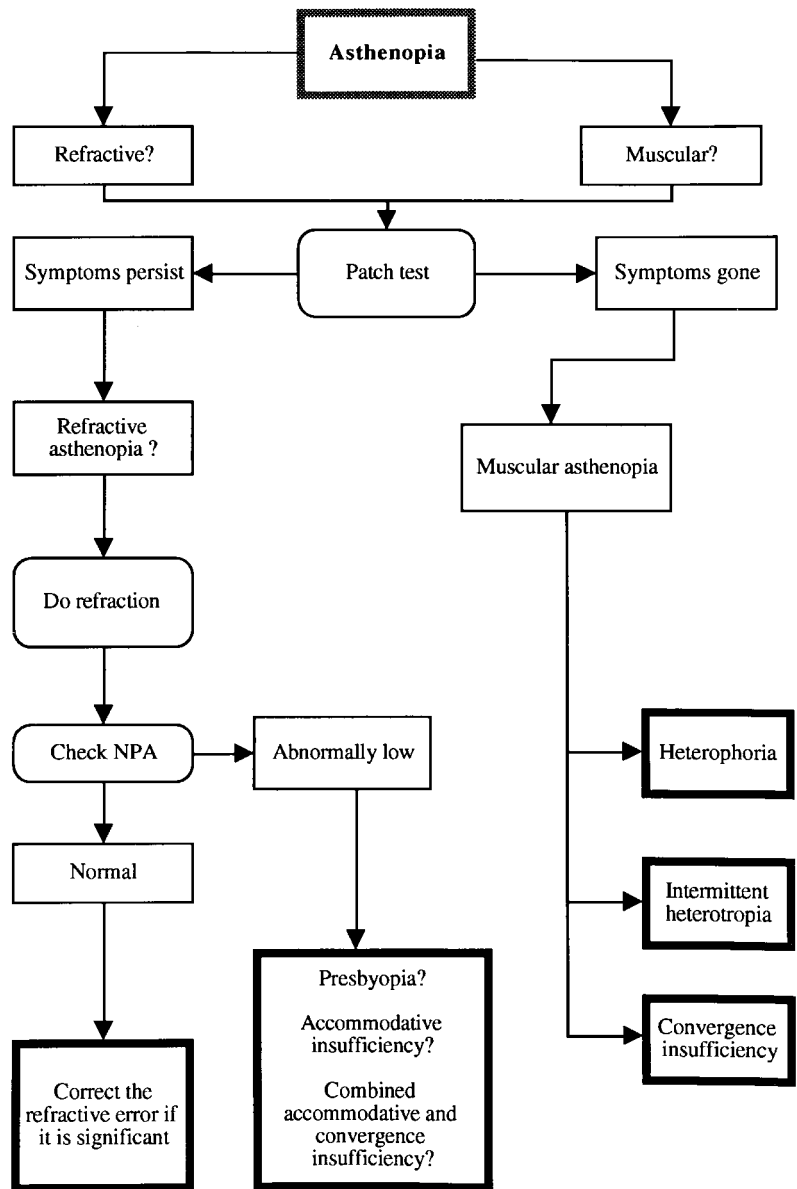 Asthenopia
Refractive?
Muscular?
Symptoms persist
Patch test
Symptoms gone
Refractive
asthenopia ?
Muscular asthenopia
Do refraction
Check NPA
Abnormally low
Heterophoria
Normal
Intermittent
heterotropia
Presbyopia?
Accommodative
insufficiency?
Combined
accommodative and
convergence
insufficiency?
Convergence
insufficiency
Correct the
refractive error if
it is significant